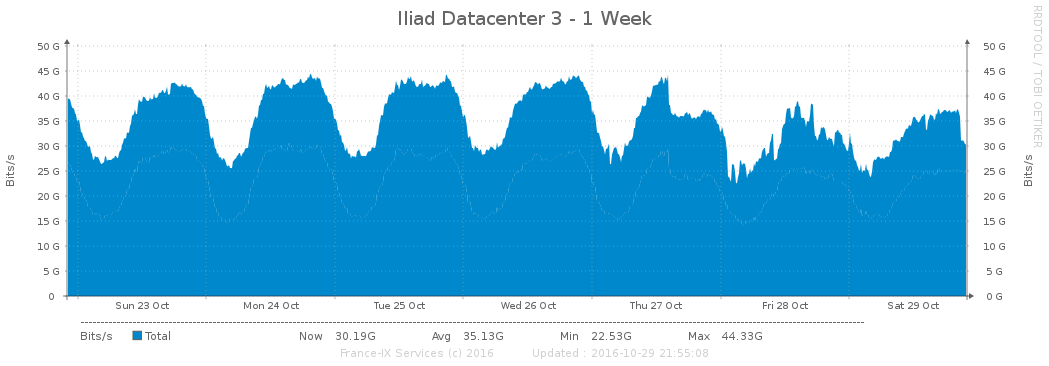 Iliad Datacenter 3 - 1 Week
RRDTOOL / TOBI OETIKER
50 G 50 G
45 G 45 G
40 G 40 G
35 G 35 G
30 G 30 G
25 G 25 G
20 G 20 G
15 G 15 G
10 G 10 G
5 G 5 G
0 0 G
Bits/s
Bits/s
Sun 23 Oct Mon 24 Oct Tue 25 Oct Wed 26 Oct Thu 27 Oct Fri 28 Oct Sat 29 Oct
Bits/s Total Now 30.19G Avg 35.13G Min 22.53G Max 44.33G
France-IX Services (c) 2016 Updated : 2016-10-29 21:55:08